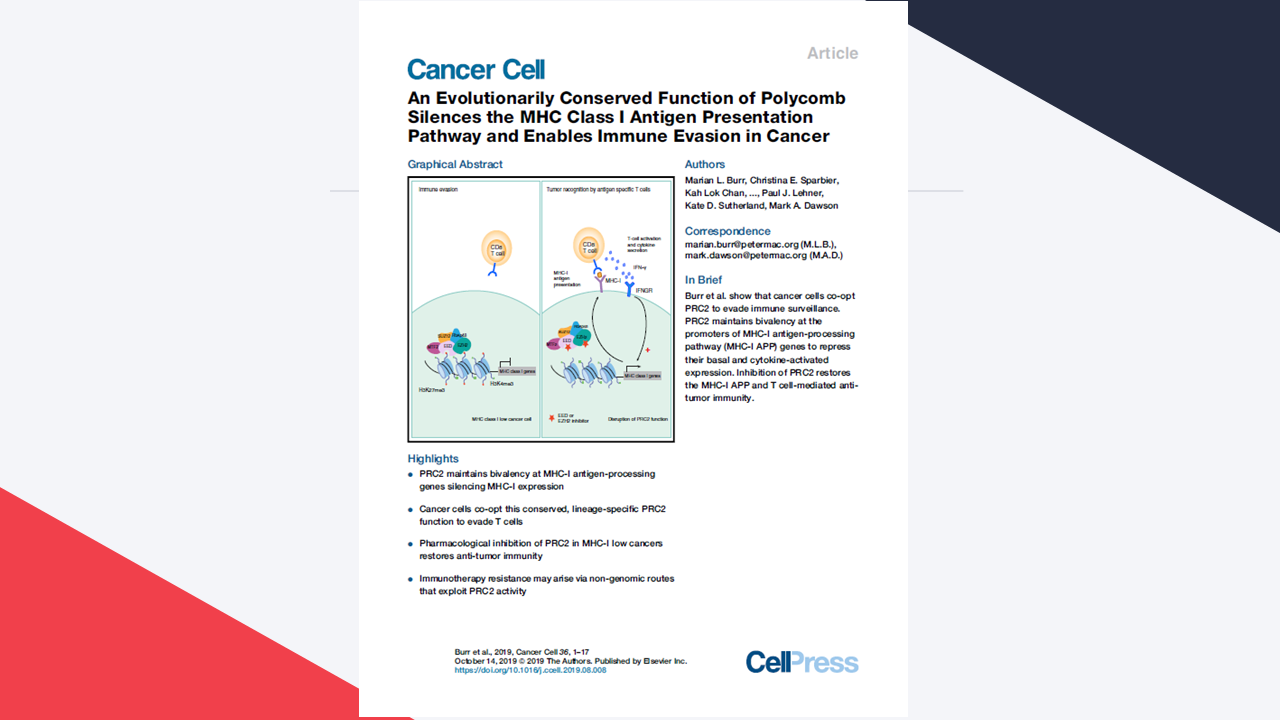 Article
Cancer Cell
An Evolutionarily Conserved Function of Polycomb
Silences the MHC Class I Antigen Presentation
Pathway and Enables Immune Evasion in Cancer
Graphical Abstract
Immune evasion
CD8
T cell
H3K27me3
H3K4me3
MHC class I genes
MHC class I low cancer cell
Tumor recognition by antigen specific T cells
CD8
T cell
T cell activation
and cytokine
secretion
IFN-γ
MHC-I
antigen
presentation
MHC-I
IFNGR
MHC class I genes
EED or
EZH2 inhibitor
Disruption of PRC2 function
Highlights
PRC2 maintains bivalency at MHC-I antigen-processing
genes silencing MHC-I expression
Cancer cells co-opt this conserved, lineage-specific PRC2
function to evade T cells
Pharmacological inhibition of PRC2 in MHC-I low cancers
restores anti-tumor immunity
Immunotherapy resistance may arise via non-genomic routes
that exploit PRC2 activity
Authors
Marian L. Burr, Christina E. Sparbier,
Kah Lok Chan, ..., Paul J. Lehner,
Kate D. Sutherland, Mark A. Dawson
Correspondence
marian.burr@petermac.org (M.L.B.),
mark.dawson@petermac.org (M.A.D.)
In Brief
Burr et al. show that cancer cells co-opt
PRC2 to evade immune surveillance.
PRC2 maintains bivalency at the
promoters of MHC-I antigen-processing
pathway (MHC-I APP) genes to repress
their basal and cytokine-activated
expression. Inhibition of PRC2 restores
the MHC-I APP and T cell-mediated anti-
tumor immunity.
Burr et al., 2019, Cancer Cell 36, 1–17
October 14, 2019 © 2019 The Authors. Published by Elsevier Inc.
https://doi.org/10.1016/j.ccell.2019.08.008
CellPress